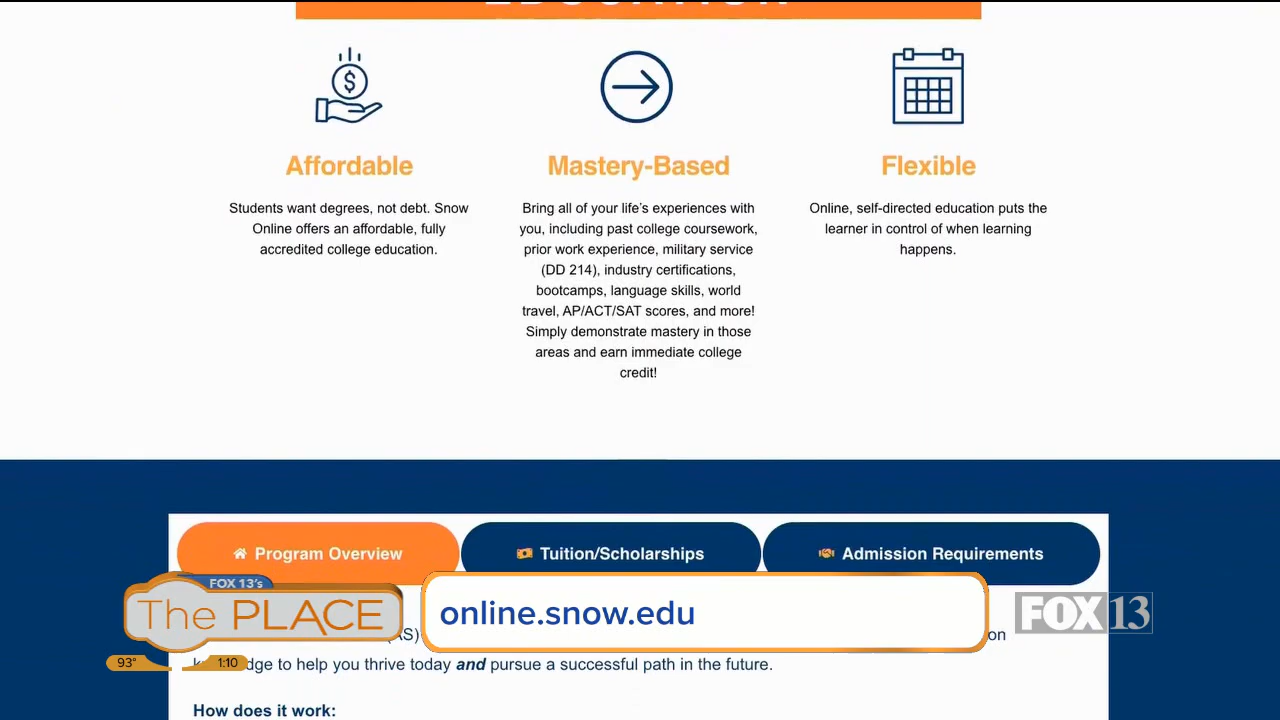 Affordable
Students want degrees, not debt. Snow
Online offers an affordable, fully
accredited college education.
Mastery-Based
Bring all of your life's experiences with
you, including past college coursework,
prior work experience, military service
(DD 214), industry certifications,
bootcamps, language skills, world
travel, AP/ACT/SAT scores, and more!
Simply demonstrate mastery in those
areas and earn immediate college
credit!
Flexible
Online, self-directed education puts the
learner in control of when learning
happens.
Program Overview
Tuition/Scholarships
Admission Requirements
FOX 13's
The PLACE
online.snow.edu
FOX 13
93°
1:10
to help you thrive today and pursue a successful path in the future.
How does it work: